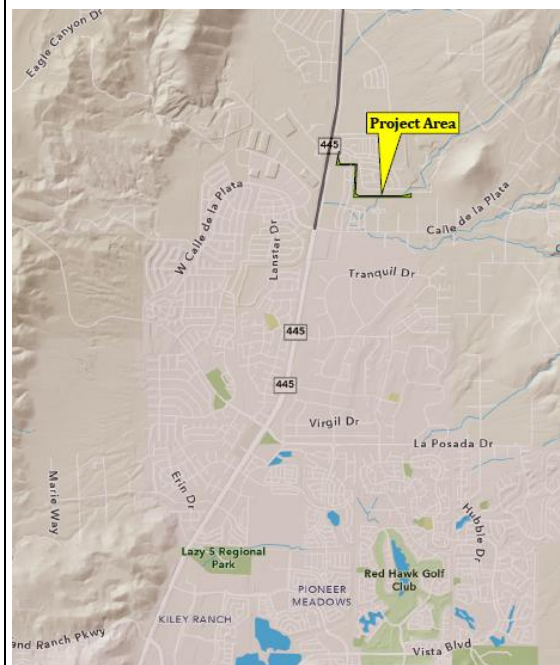 Eagle Canyon Dr
Project Area
445
W Calle de la Plata
Lanstar Dr
Calle de la Plata
Tranquil Dr
445
445
Virgil Dr
La Posada Dr
Marie Way
Erin Dr
Hubble Dr
Lazy 5 Regional
Park
Red Hawk Golf
Club
PIONEER
MEADOWS
KILEY RANCH
and Ranch Pkwy
Vista Blvd